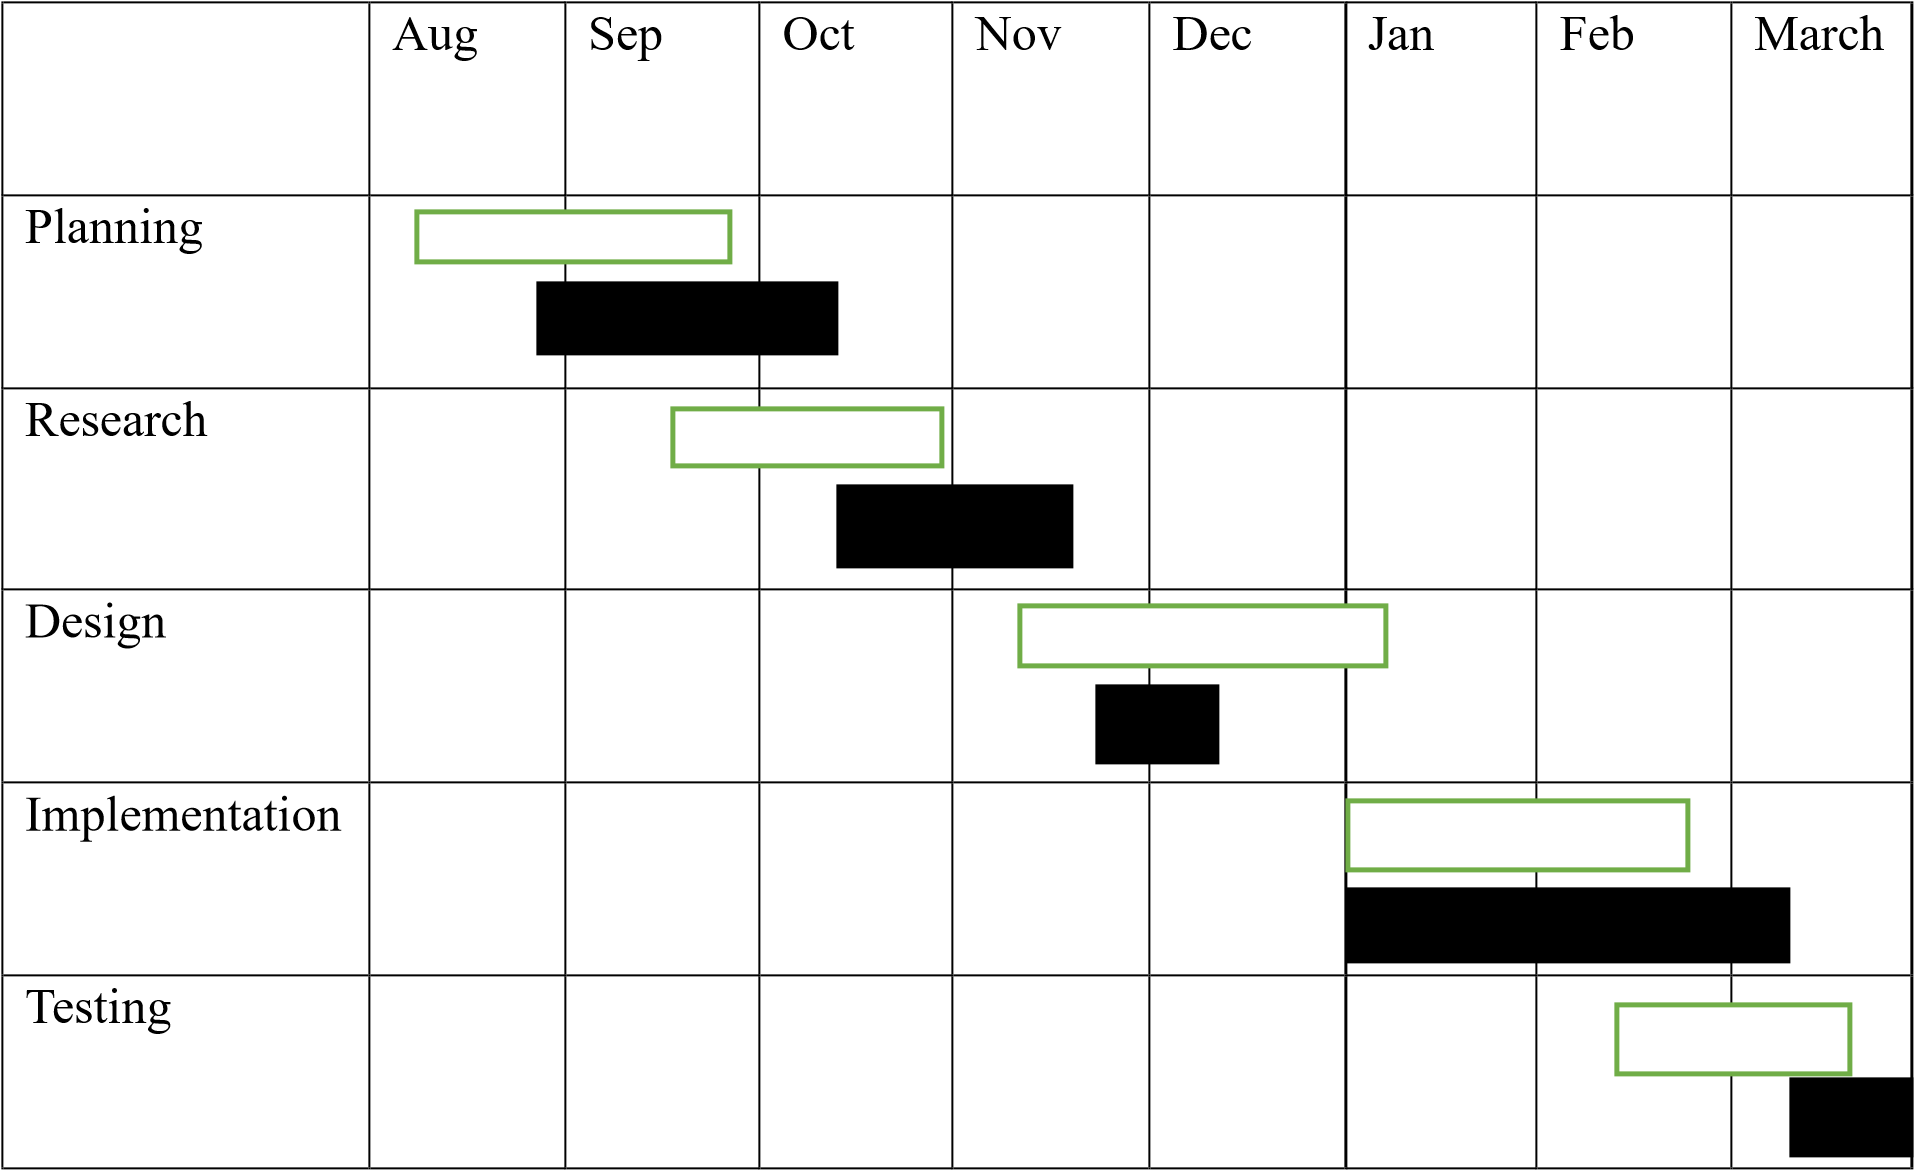 Aug Sep Oct Nov Dec Jan Feb March
Planning
Research
Design
Implementation
Testing